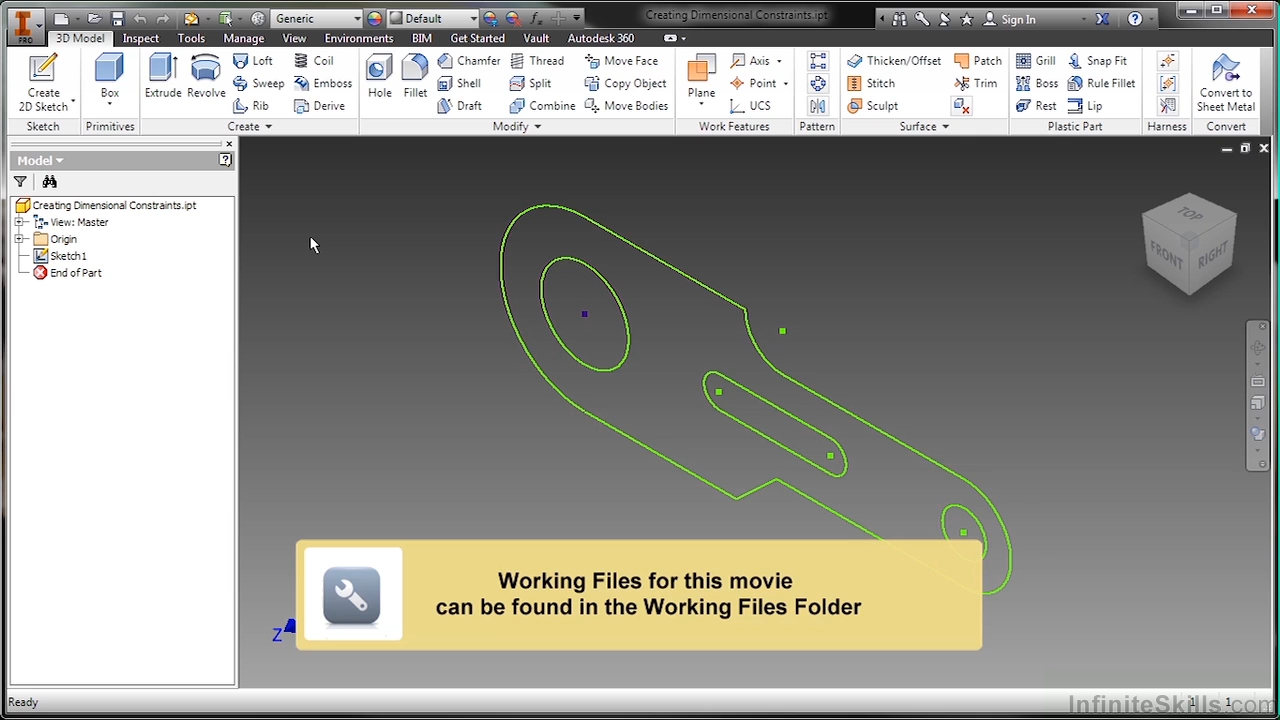 Generic
Default
Creating Dimensional Constraints.ipt
Sign In
PRO
3D Model
Inspect
Tools
Manage
View
Environments
BIM
Get Started
Vault
Autodesk 360
Create
2D Sketch
Box
Extrude
Revolve
Loft
Sweep
Rib
Coil
Emboss
Derive
Hole
Fillet
Chamfer
Shell
Draft
Thread
Split
Combine
Move Face
Copy Object
Move Bodies
Plane
Axis
Point
UCS
Thicken/Offset
Stitch
Sculpt
Patch
Trim
Grill
Boss
Rest
Snap Fit
Rule Fillet
Lip
Convert to
Sheet Metal
Sketch
Primitives
Create
Modify
Work Features
Pattern
Surface
Plastic Part
Harness
Convert
Model
Creating Dimensional Constraints.ipt
View: Master
Origin
Sketch1
End of Part
TOP
FRONT
RIGHT
Working Files for this movie
can be found in the Working Files Folder
Z
Ready
1
1
InfiniteSkills.com